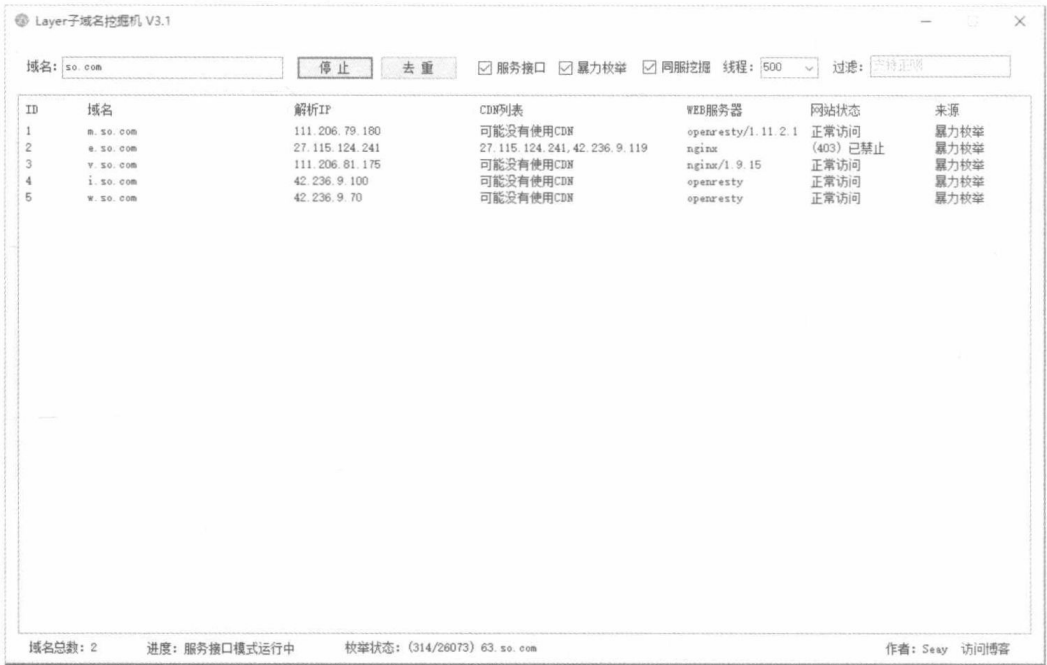 Layer子域名挖掘机 V3.1
域名: so.com 停止 去重 服务接口 暴力枚举 同服挖掘 线程: 500 过滤:
ID 域名 解析IP CDN列表 WEB服务器 网站状态 来源
1 m.so.com 111.206.79.180 可能没有使用CDN openresty/1.11.2.1 正常访问 暴力枚举
2 e.so.com 27.115.124.241 27.115.124.241,42.236.9.119 nginx (403) 已禁止 暴力枚举
3 v.so.com 111.206.81.175 可能没有使用CDN nginx/1.9.15 正常访问 暴力枚举
4 i.so.com 42.236.9.100 可能没有使用CDN openresty 正常访问 暴力枚举
5 w.so.com 42.236.9.70 可能没有使用CDN openresty 正常访问 暴力枚举
域名总数: 2 进度: 服务接口模式运行中 枚举状态: (314/26073) 63.so.com 作者: Seay 访问博客